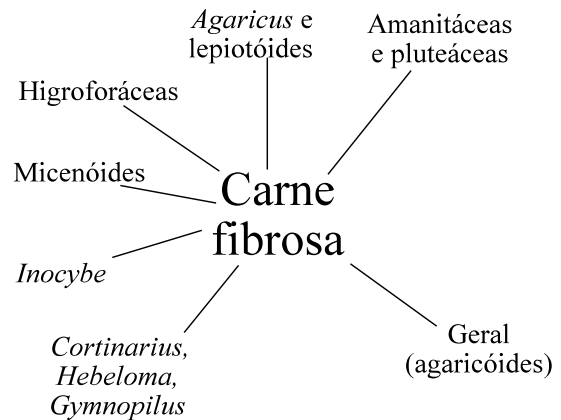 Agaricus e
lepiotóides
Amanitáceas
e pluteáceas
Higroforáceas
Micenóides
Carne
fibrosa
Inocybe
Cortinarius,
Hebeloma,
Gymnopilus
Geral
(agaricóides)